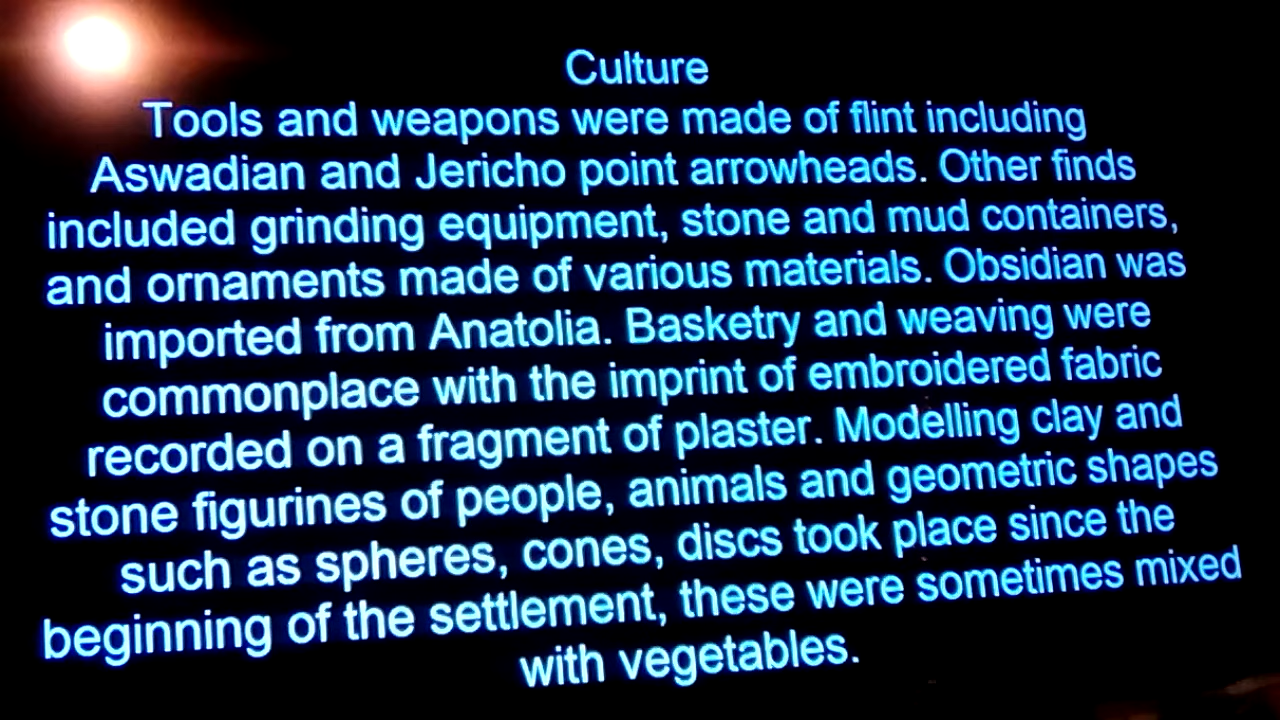 Culture
Tools and weapons were made of flint including
Aswadian and Jericho point arrowheads. Other finds
included grinding equipment, stone and mud containers,
and ornaments made of various materials. Obsidian was
imported from Anatolia. Basketry and weaving were
commonplace with the imprint of embroidered fabric
recorded on a fragment of plaster. Modelling clay and
stone figurines of people, animals and geometric shapes
such as spheres, cones, discs took place since the
beginning of the settlement, these were sometimes mixed
with vegetables.